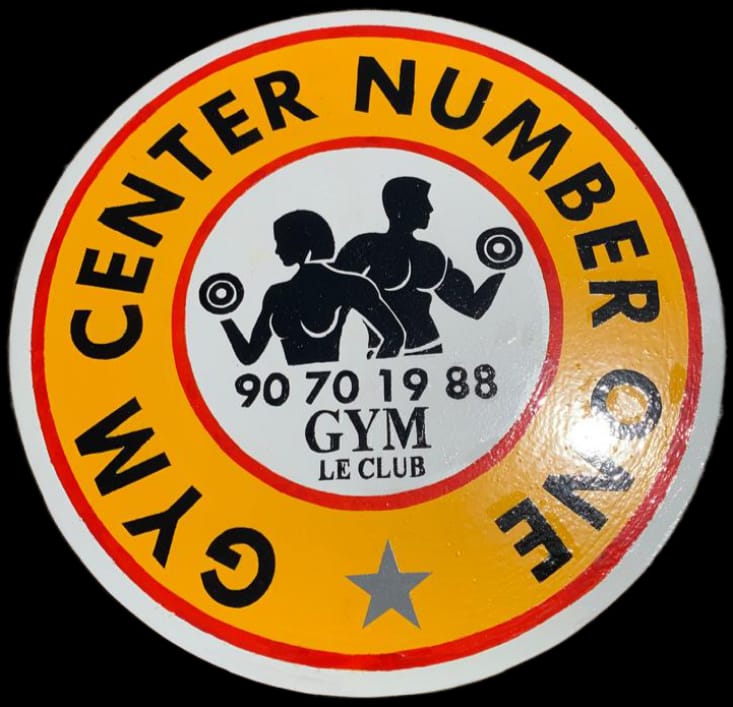 GYM CENTER NUMBER ONE
90 70 19 88
GYM
LE CLUB